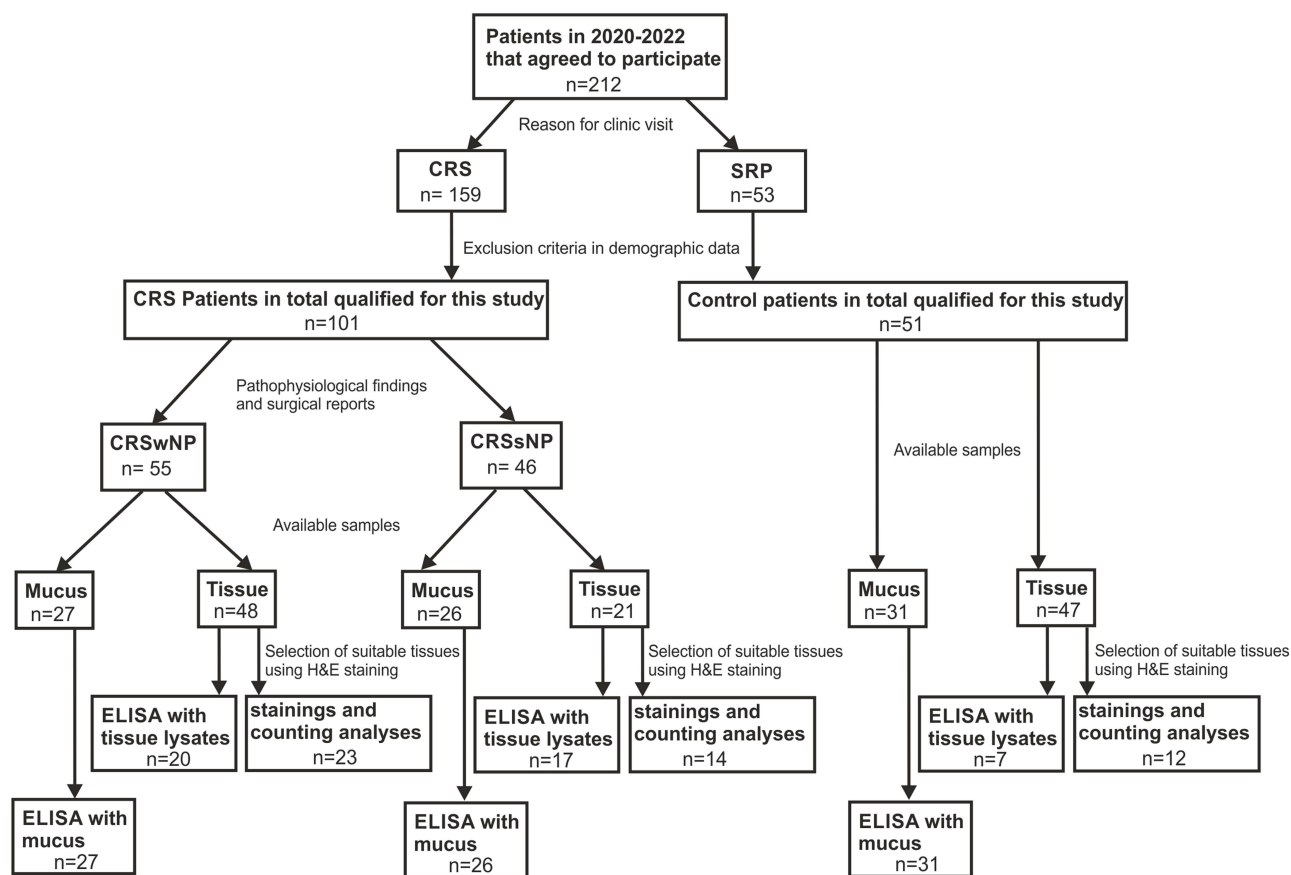 Patients in 2020-2022
that agreed to participate
n=212
Reason for clinic visit
CRS
n= 159
SRP
n=53
Exclusion criteria in demographic data
CRS Patients in total qualified for this study
n=101
Control patients in total qualified for this study
n=51
Pathophysiological findings
and surgical reports
CRSwNP
n= 55
CRSsNP
n= 46
Available samples
Available samples
Mucus
n=27
Tissue
n=48
Mucus
n=26
Tissue
n=21
Mucus
n=31
Tissue
n=47
Selection of suitable tissues
using H&E staining
Selection of suitable tissues
using H&E staining
Selection of suitable tissues
using H&E staining
ELISA with
tissue lysates
n=20
stainings and
counting analyses
n=23
ELISA with
tissue lysates
n=17
stainings and
counting analyses
n=14
ELISA with
tissue lysates
n=7
stainings and
counting analyses
n=12
ELISA with
mucus
n=27
ELISA with
mucus
n=26
ELISA with
mucus
n=31